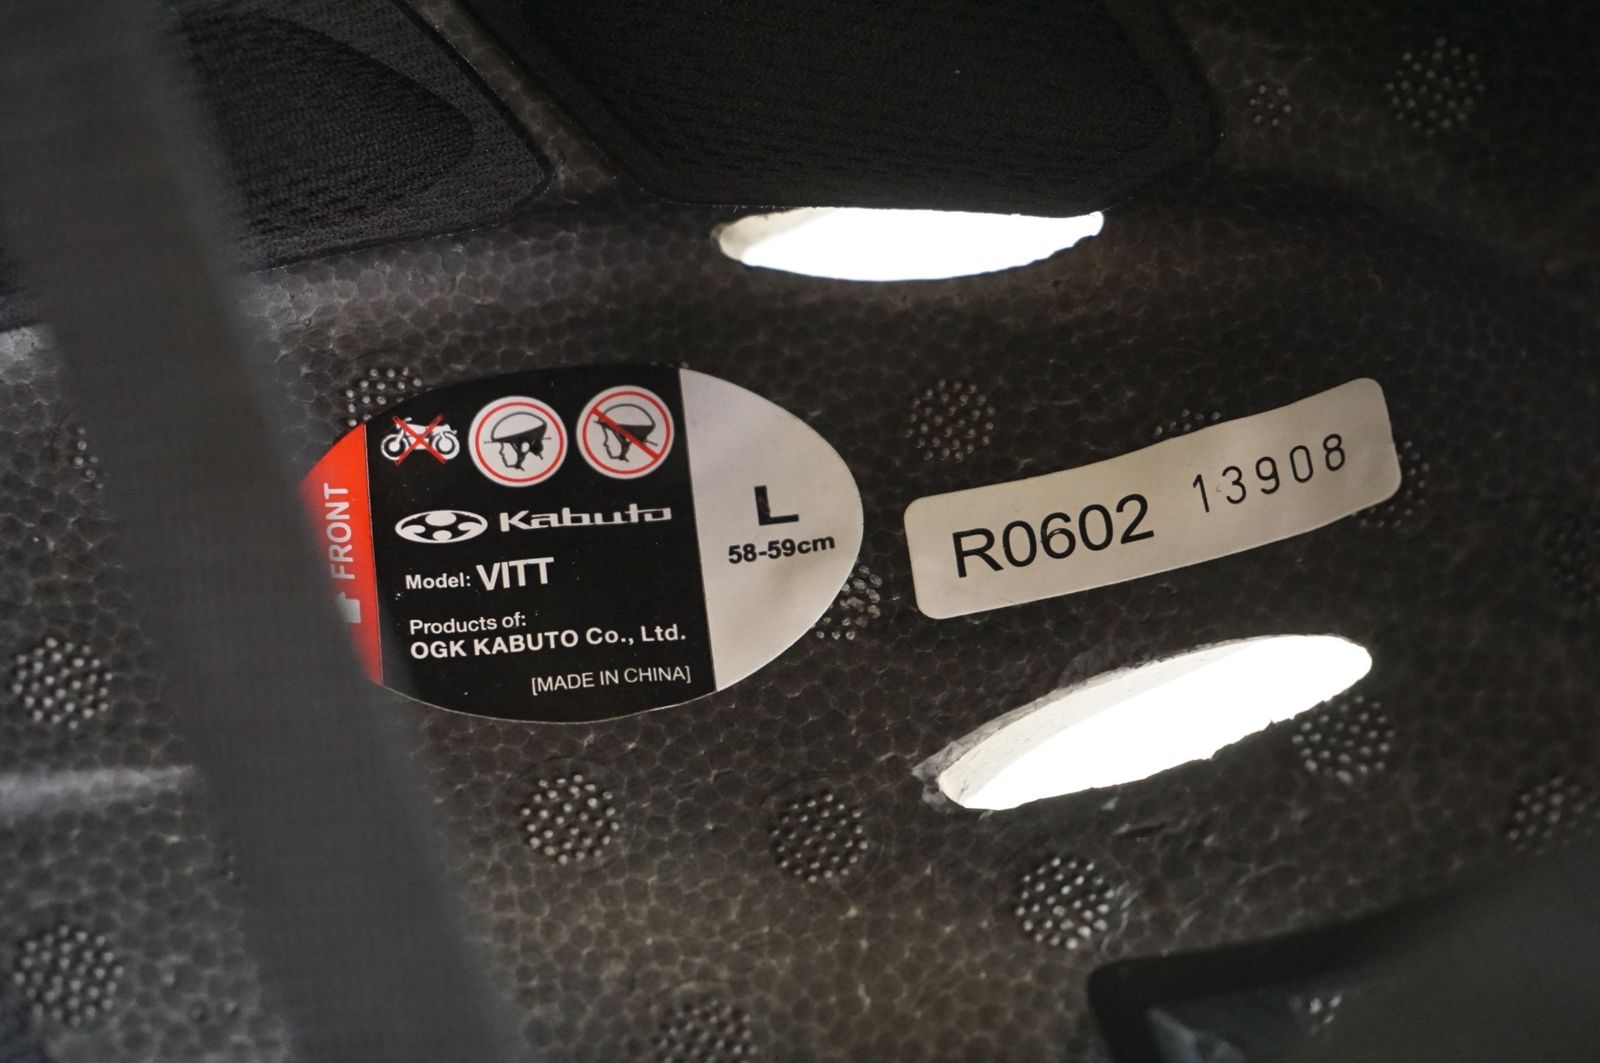 FRONT
Kabuto
Model: VITT
Products of:
OGK KABUTO Co., Ltd.
[MADE IN CHINA]
L
58-59cm
R0602 13908